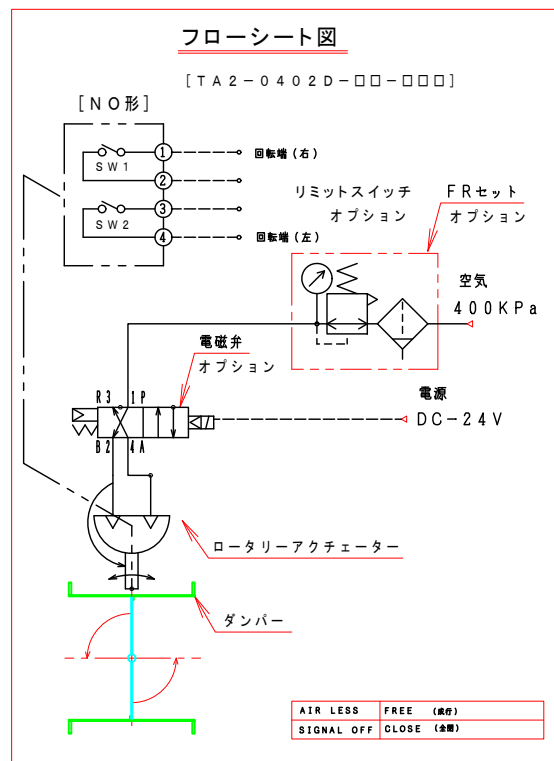 フローシート図
[TA2-0402D-□□-□□□]
[NO形]
1
回転端(右)
SW1
2
3
SW2
4
回転端(左)
リミットスイッチ
オプション
FRセット
オプション
空気
400KPa
電磁弁
オプション
R3 1P
B2 4A
電源
DC-24V
ロータリーアクチェーター
ダンパー
AIR LESS FREE (成行)
SIGNAL OFF CLOSE (全閉)